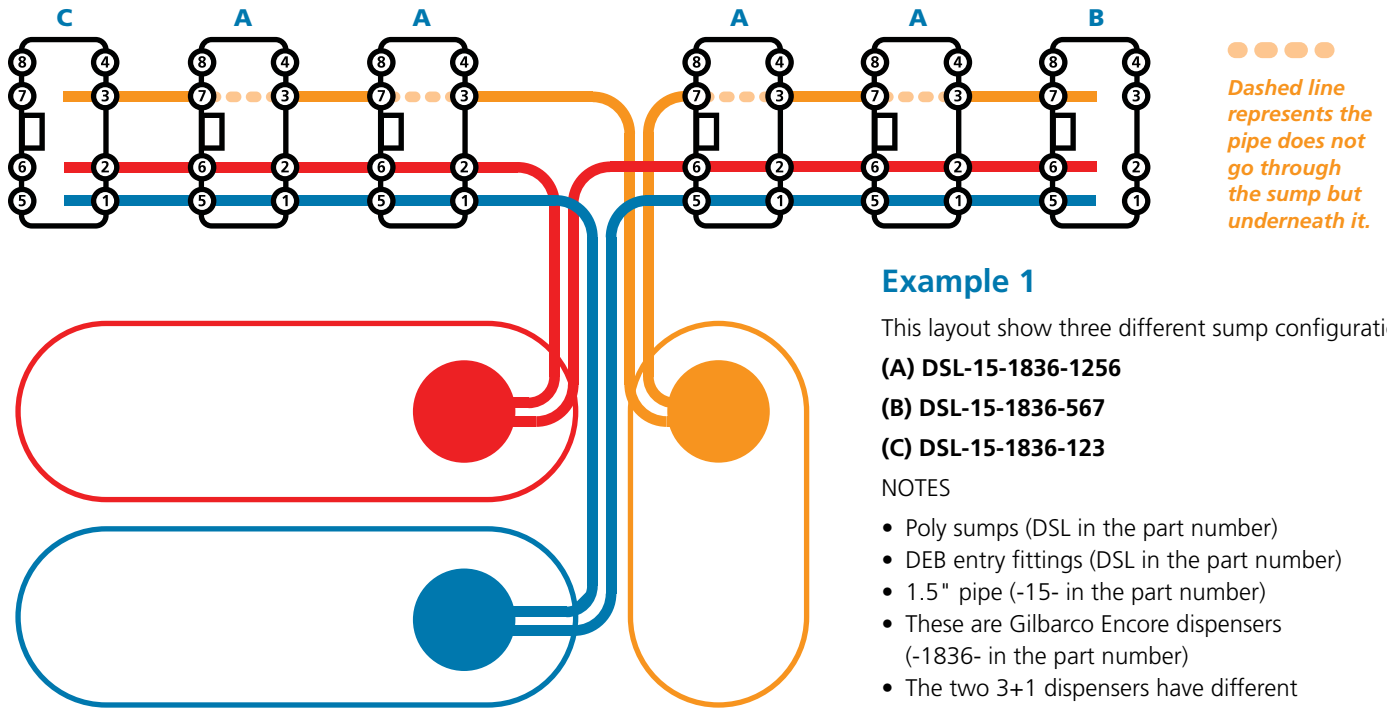 C A A A A B
8 4 8 4 8 4 8 4 8 4 8 4
7 3 7 3 7 3 7 3 7 3 7 3
6 2 6 2 6 2 6 2 6 2 6 2
5 1 5 1 5 1 5 1 5 1 5 1
Dashed line
represents the
pipe does not
go through
the sump but
underneath it.
Example 1
This layout show three different sump configurati
(A) DSL-15-1836-1256
(B) DSL-15-1836-567
(C) DSL-15-1836-123
NOTES
• Poly sumps (DSL in the part number)
• DEB entry fittings (DSL in the part number)
• 1.5" pipe (-15- in the part number)
• These are Gilbarco Encore dispensers
(-1836- in the part number)
• The two 3+1 dispensers have different